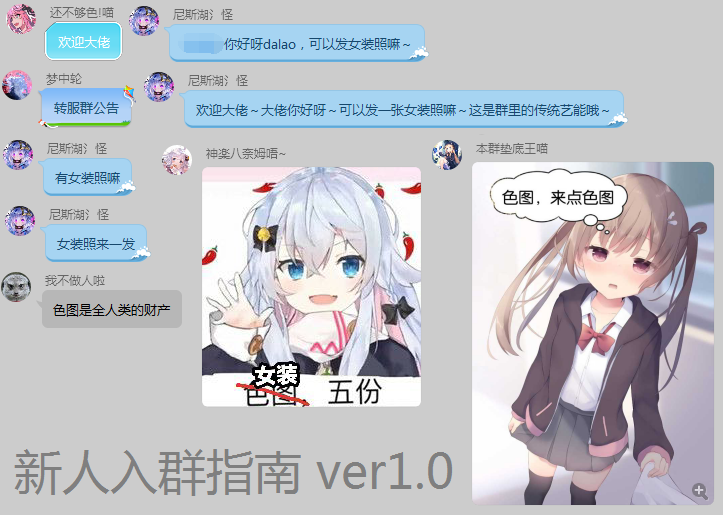 还不够色!喵
欢迎大佬
尼斯湖氵怪
你好呀dalao，可以发女装照嘛～
梦中轮
转服群公告
尼斯湖氵怪
欢迎大佬～大佬你好呀～可以发一张女装照嘛～这是群里的传统艺能哦～
尼斯湖氵怪
有女装照嘛
尼斯湖氵怪
女装照来一发
我不做人啦
色图是全人类的财产
神楽八奈姆唔~
女装
色图，五份
本群垫底王喵
色图，来点色图
新人入群指南 ver1.0